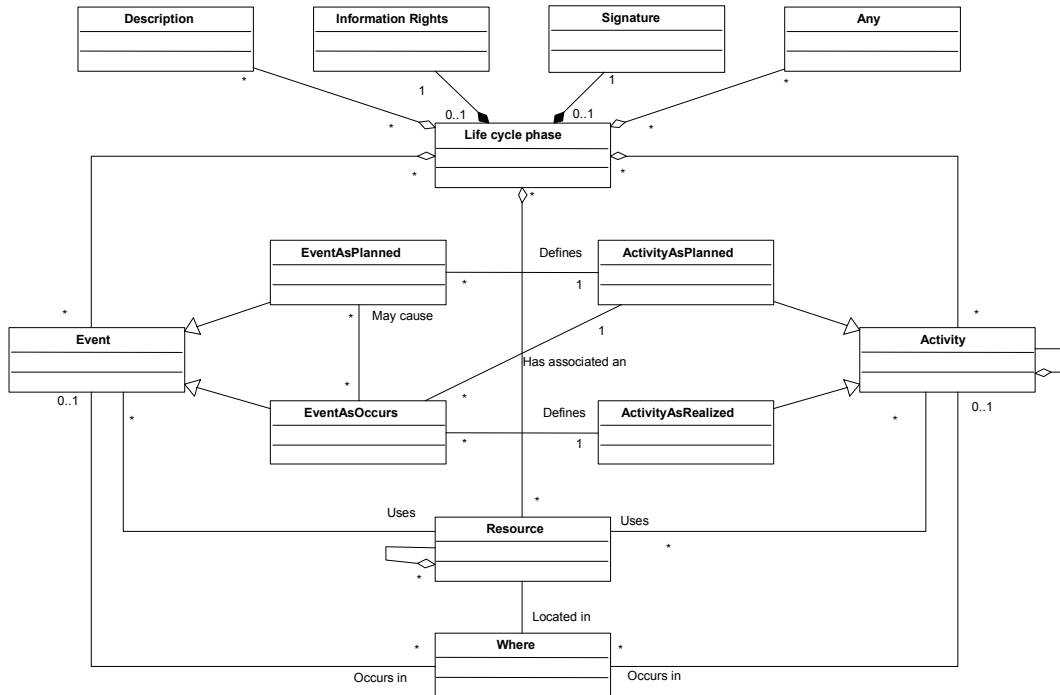 Description
Information Rights
Signature
Any
*
1
1
*
0..1
0..1
*
*
Life cycle phase
*
*
*
EventAsPlanned
Defines
ActivityAsPlanned
*
1
*
May cause
*
*
1
Event
Activity
Has associated an
*
*
0..1
*
EventAsOccurs
Defines
ActivityAsRealized
*
0..1
*
*
1
*
Uses
Resource
Uses
*
*
Located in
*
Where
*
Occurs in
Occurs in